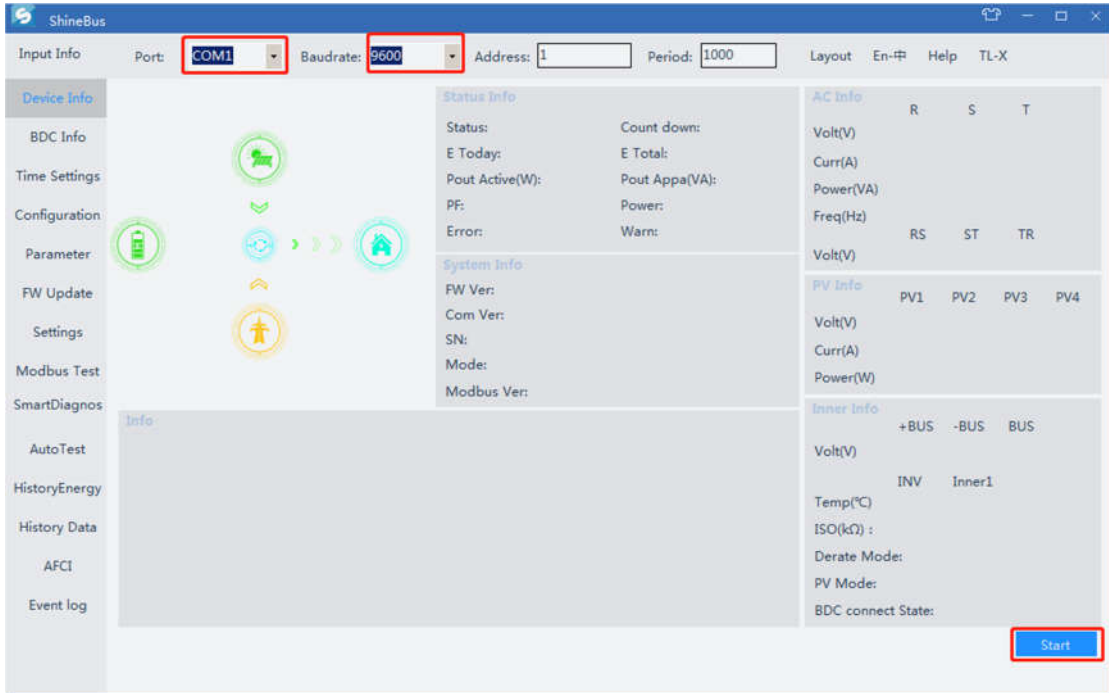 ShineBus
Input Info Port: COM1 Baudrate: 9600 Address: 1 Period: 1000 Layout En-中 Help TL-X
Device Info
BDC Info
Time Settings
Configuration
Parameter
FW Update
Settings
Modbus Test
SmartDiagnos
AutoTest
HistoryEnergy
History Data
AFCI
Event log
Status Info
Status: Count down:
E Today: E Total:
Pout Active(W): Pout Appa(VA):
PF: Power:
Error: Warn:
System Info
FW Ver:
Com Ver:
SN:
Mode:
Modbus Ver:
Info
AC Info
R S T
Volt(V)
Curr(A)
Power(VA)
Freq(Hz)
RS ST TR
Volt(V)
PV Info
PV1 PV2 PV3 PV4
Volt(V)
Curr(A)
Power(W)
Inner Info
+BUS -BUS BUS
Volt(V)
INV Inner1
Temp(℃)
ISO(kΩ) :
Derate Mode:
PV Mode:
BDC connect State:
Start